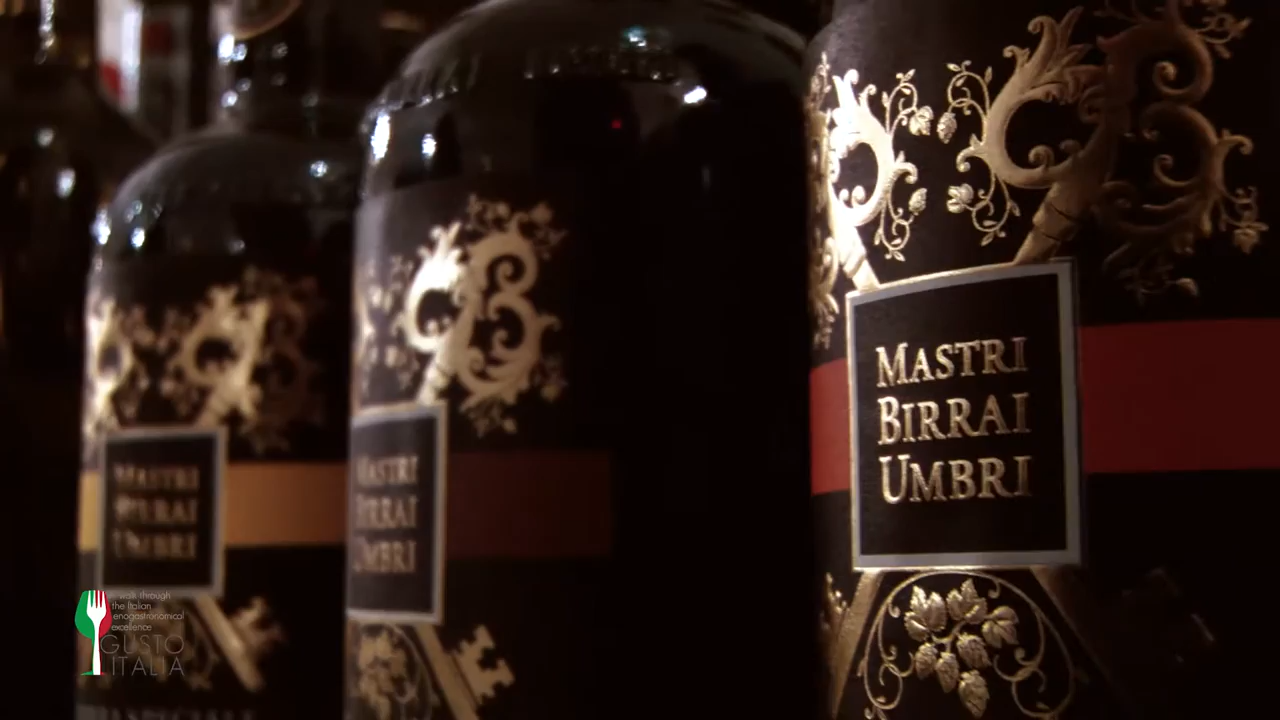 MASTRI
BIRRAI
UMBRI
MASTRI
BIRRAI
UMBRI
MASTRI
BIRRAI
UMBRI
walk through
the Italian
enogastronomical
excellence
GUSTO
ITALIA